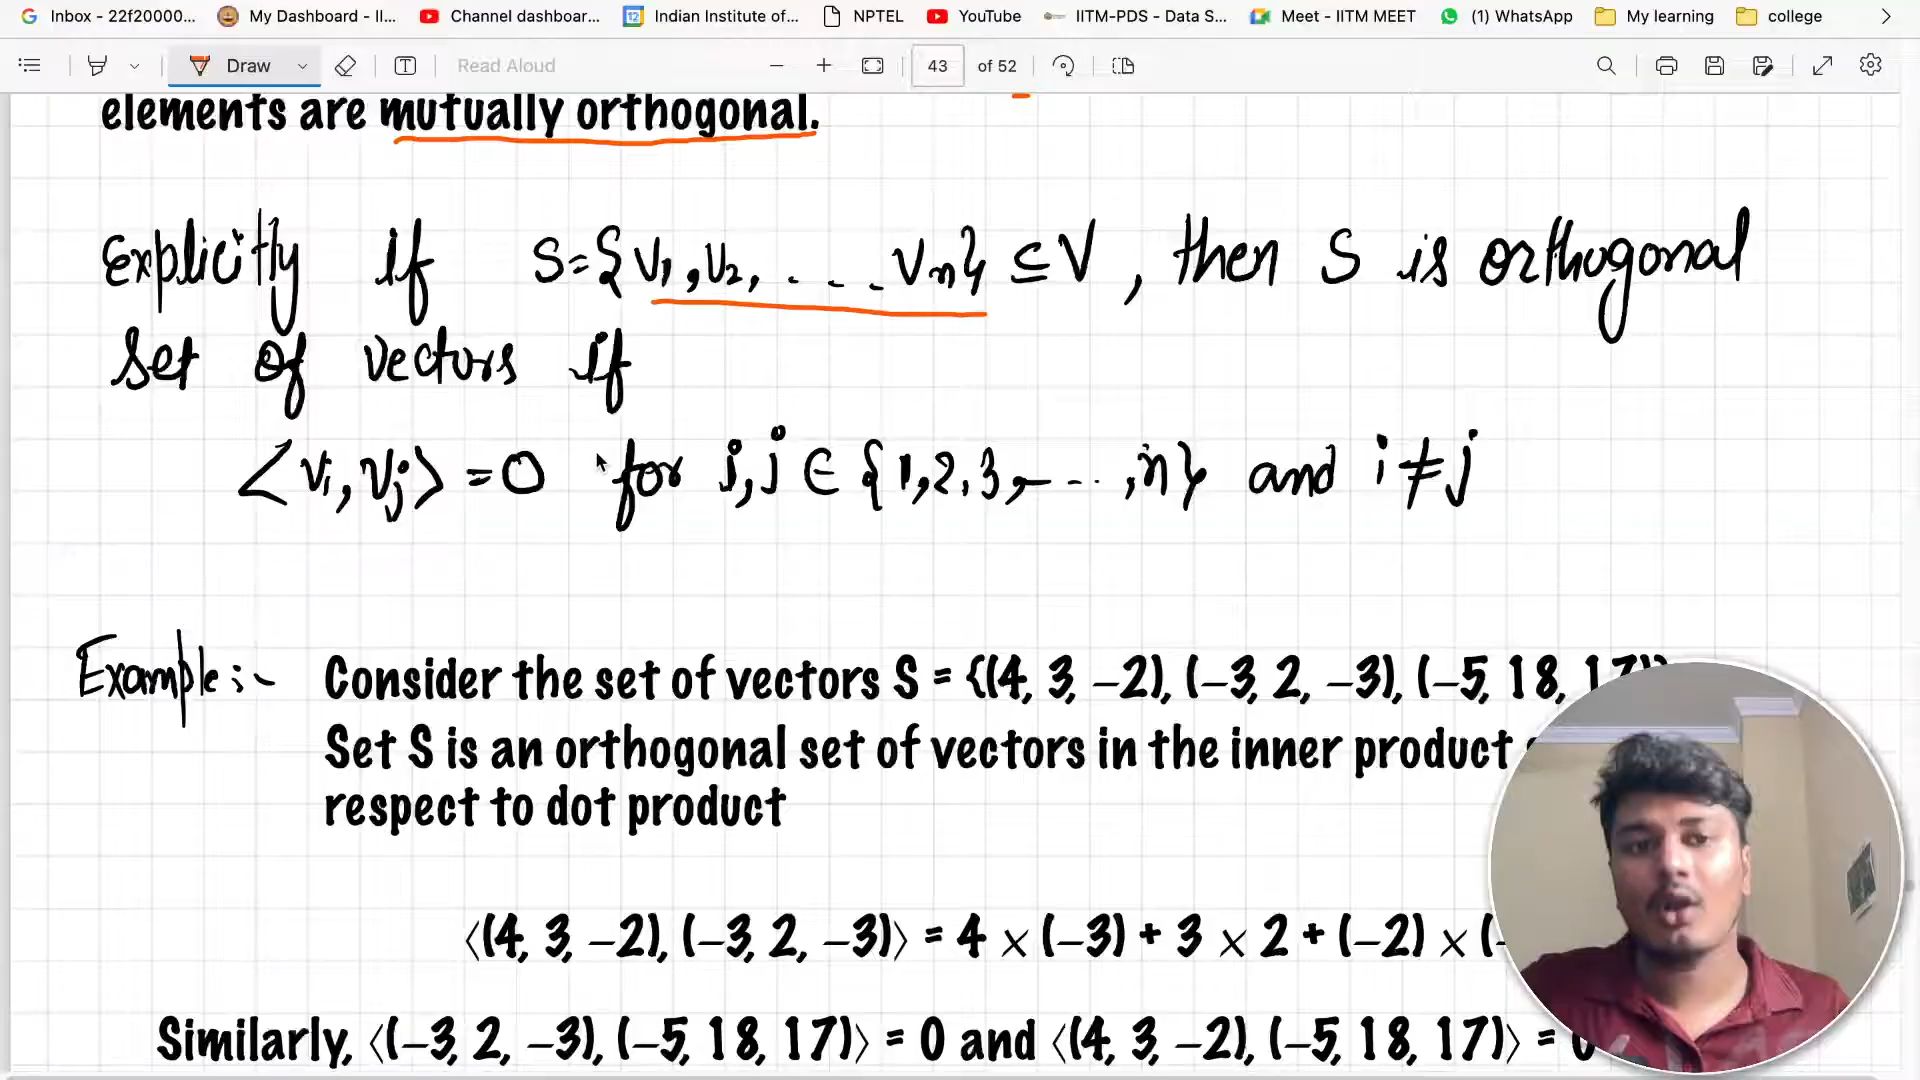 Inbox - 22f20000... My Dashboard - II... Channel dashboar... Indian Institute of... NPTEL YouTube IITM-PDS - Data S... Meet - IITM MEET (1) WhatsApp My learning college
Draw Read Aloud 43 of 52
elements are mutually orthogonal.
Explicitly if S={v1,v2, . . . . vn} ⊆ V, then S is orthogonal
set of vectors if
<vi, vj> = 0 for i,j ∈ {1,2,3,-..,n} and i≠j
Example:- Consider the set of vectors S = {(4, 3, −2), (−3, 2, −3), (−5, 18, 17)}
Set S is an orthogonal set of vectors in the inner product
respect to dot product
⟨(4, 3, −2), (−3, 2, −3)⟩ = 4 × (−3) + 3 × 2 + (−2) × (-
Similarly, ⟨(−3, 2, −3), (−5, 18, 17)⟩ = 0 and ⟨(4, 3, −2), (−5, 18, 17)⟩ = 0